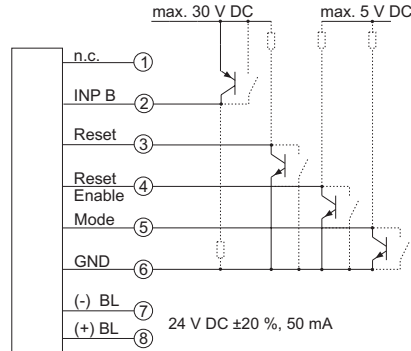 max. 30 V DC
max. 5 V DC
n.c. 1
INP B 2
Reset 3
Reset
Enable 4
Mode 5
GND 6
(-) BL 7
24 V DC ±20 %, 50 mA
(+) BL 8